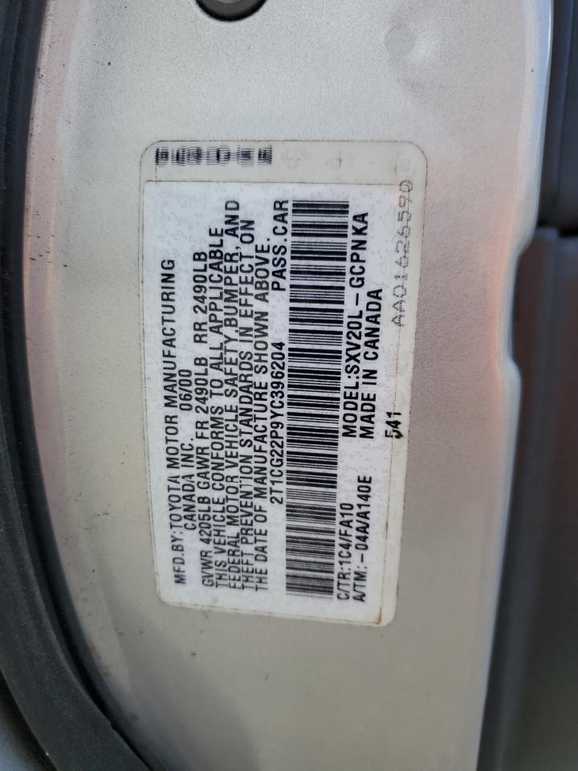 MFD.BY:TOYOTA MOTOR MANUFACTURING
CANADA INC. 06/00
GVWR 4205LB GAWR FR 2490LB RR 2490LB
THIS VEHICLE CONFORMS TO ALL APPLICABLE
FEDERAL MOTOR VEHICLE SAFETY, BUMPER, AND
THEFT PREVENTION STANDARDS IN EFFECT ON
THE DATE OF MANUFACTURE SHOWN ABOVE.
2T1CG22P9YC396204 PASS.CAR
MODEL:SXV20L-GCPNKA
C/TR:1C4/FA10 MADE IN CANADA
A/TM:-04A/A140E 541
AA01626590